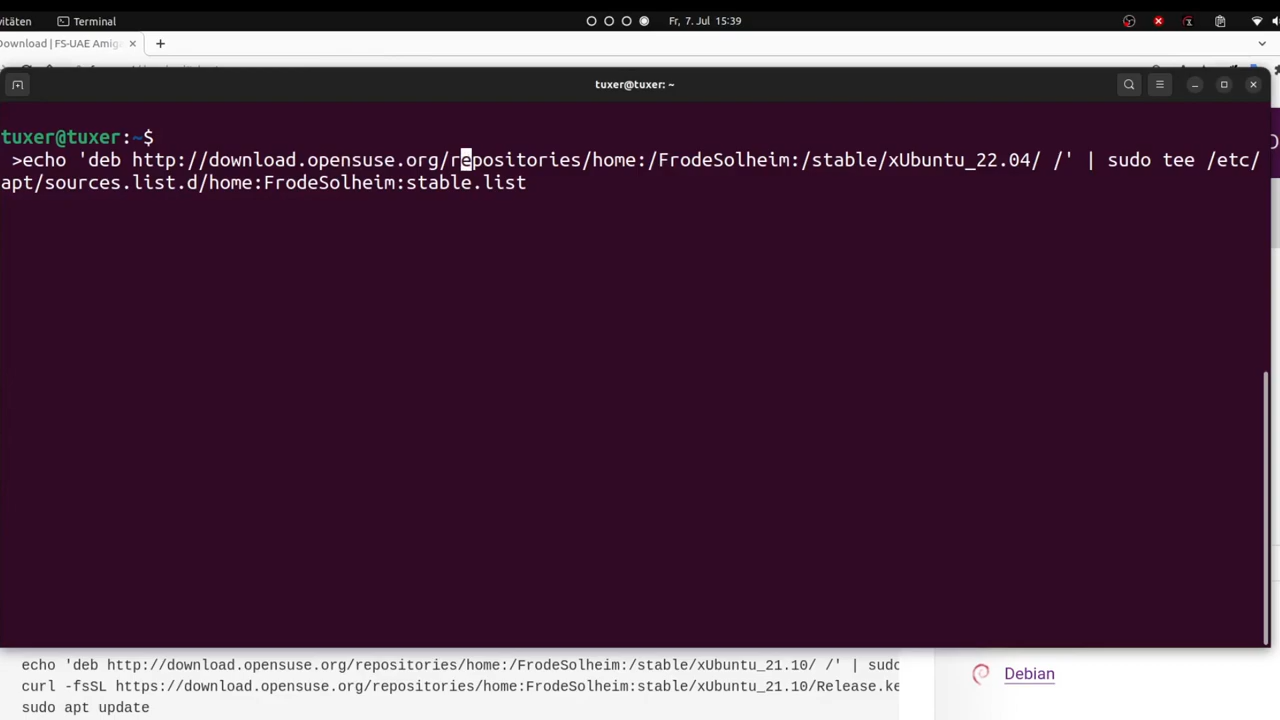 vitäten
Terminal
Fr, 7. Jul 15:39
Download | FS-UAE Amig
tuxer@tuxer: ~
tuxer@tuxer:~$
>echo 'deb http://download.opensuse.org/repositories/home:/FrodeSolheim:/stable/xUbuntu_22.04/ /' | sudo tee /etc/
apt/sources.list.d/home:FrodeSolheim:stable.list
echo 'deb http://download.opensuse.org/repositories/home:/FrodeSolheim:/stable/xUbuntu_21.10/ /' | sudo
curl -fsSL https://download.opensuse.org/repositories/home:FrodeSolheim:stable/xUbuntu_21.10/Release.ke
sudo apt update
Debian